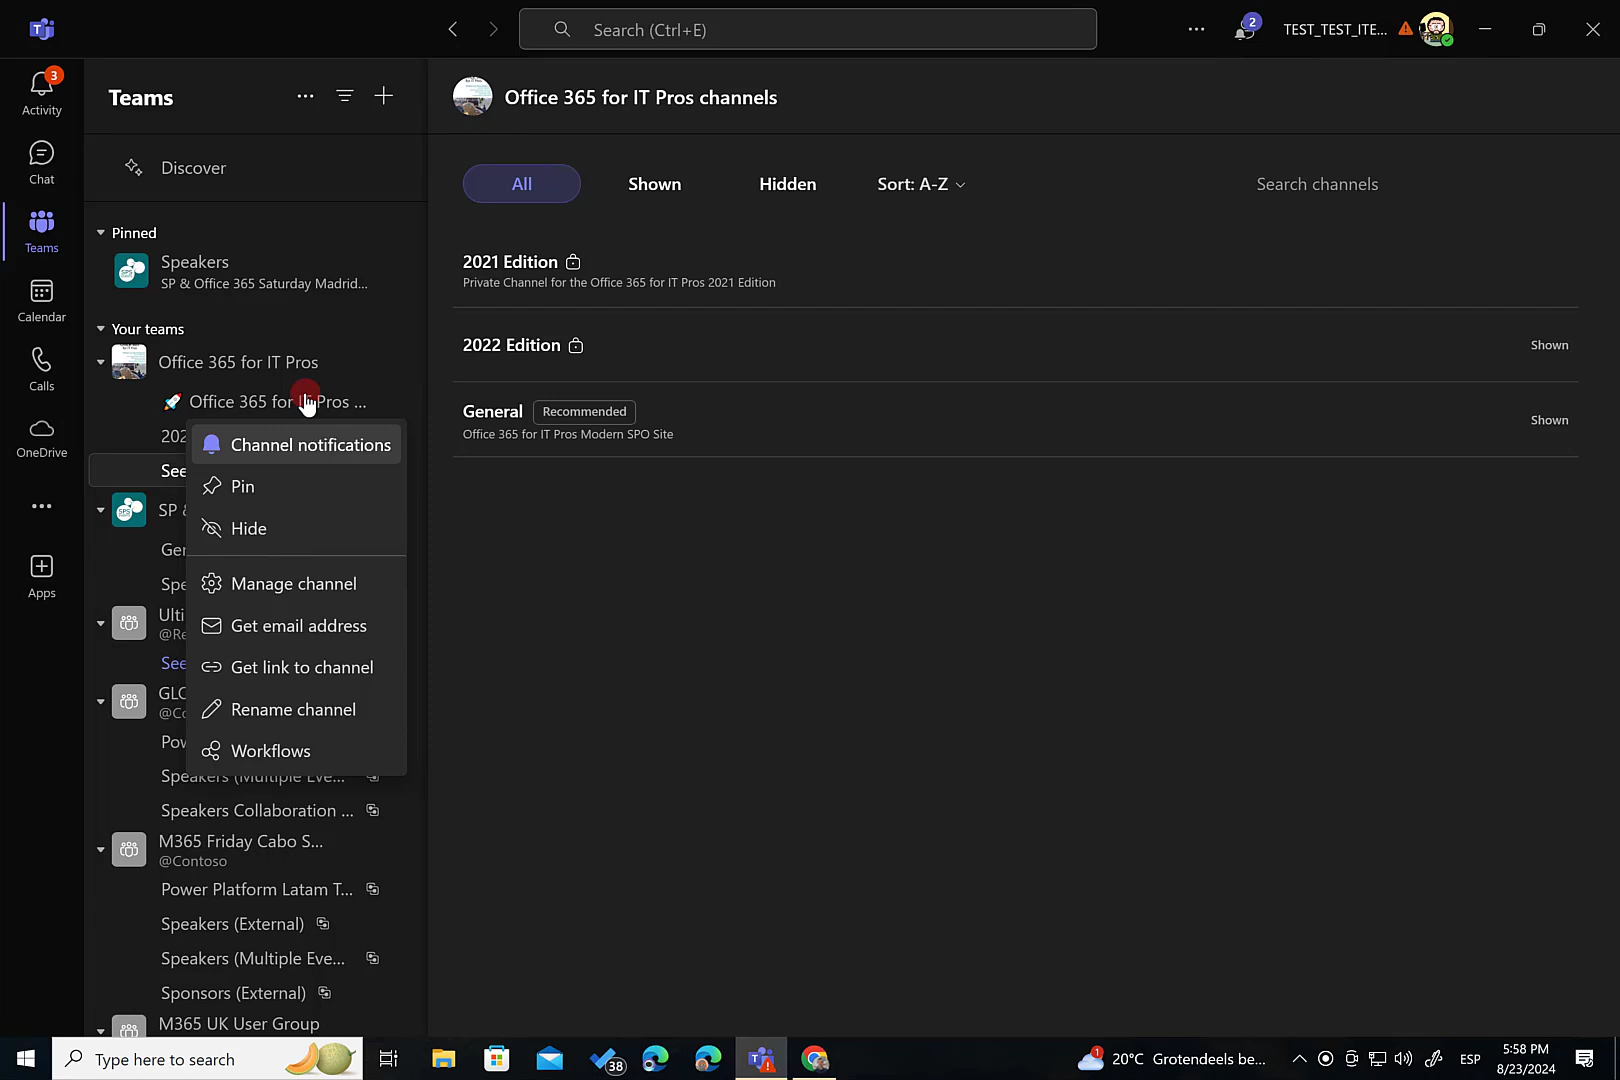 Search (Ctrl+E)
2
TEST_TEST_ITE...
3
Activity
Chat
Teams
Calendar
Calls
OneDrive
Apps
Teams
Discover
Pinned
Speakers
SP & Office 365 Saturday Madrid...
Your teams
Office 365 for IT Pros
🚀 Office 365 for IT Pros ...
202
See
SP &
Ger
Spe
Ulti
@Re
See
GLO
@Co
Pow
Speakers (Multiple Eve...
Speakers Collaboration ...
M365 Friday Cabo S...
@Contoso
Power Platform Latam T...
Speakers (External)
Speakers (Multiple Eve...
Sponsors (External)
M365 UK User Group
Channel notifications
Pin
Hide
Manage channel
Get email address
Get link to channel
Rename channel
Workflows
Office 365 for IT Pros channels
All
Shown
Hidden
Sort: A-Z
Search channels
2021 Edition
Private Channel for the Office 365 for IT Pros 2021 Edition
2022 Edition
Shown
General
Recommended
Office 365 for IT Pros Modern SPO Site
Shown
Type here to search
38
1
20°C Grotendeels be...
ESP
5:58 PM
8/23/2024